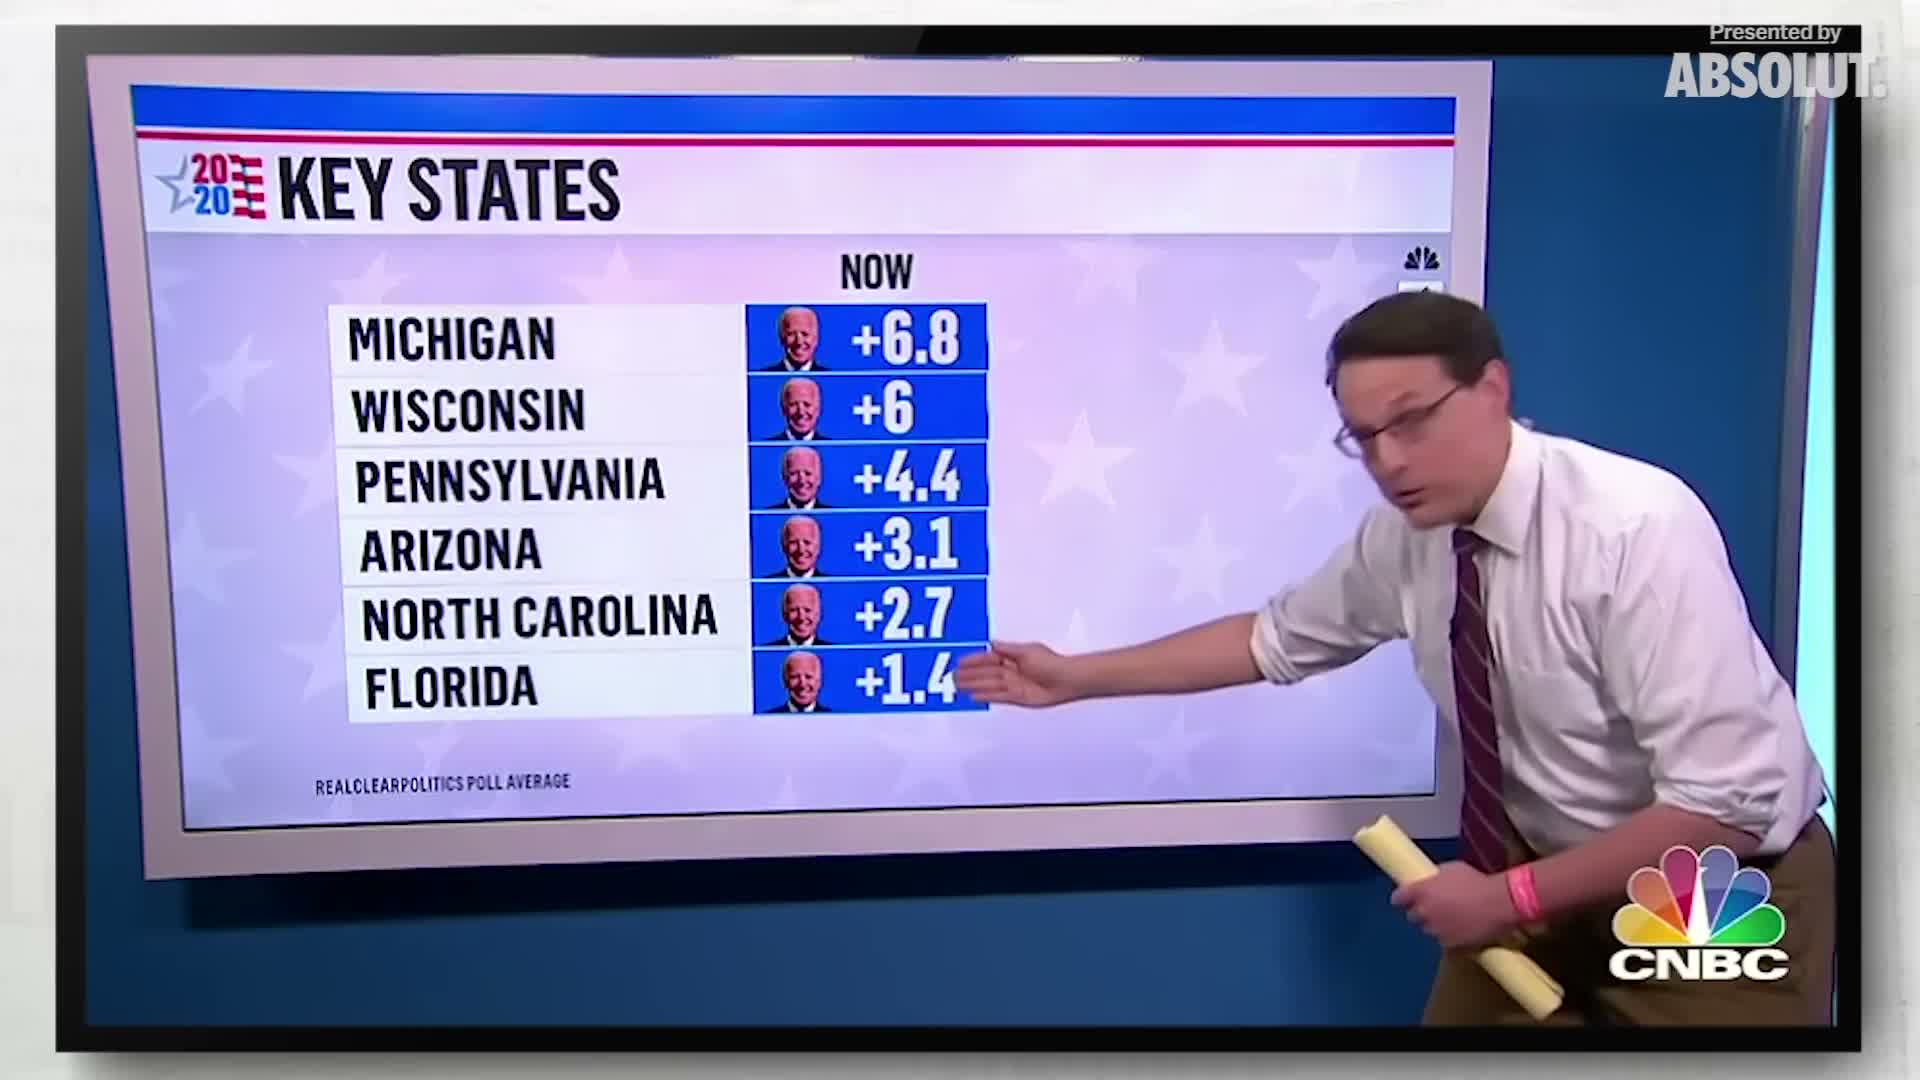 Presented by
ABSOLUT.
2020 KEY STATES
NOW
MICHIGAN +6.8
WISCONSIN +6
PENNSYLVANIA +4.4
ARIZONA +3.1
NORTH CAROLINA +2.7
FLORIDA +1.4
REALCLEARPOLITICS POLL AVERAGE
CNBC